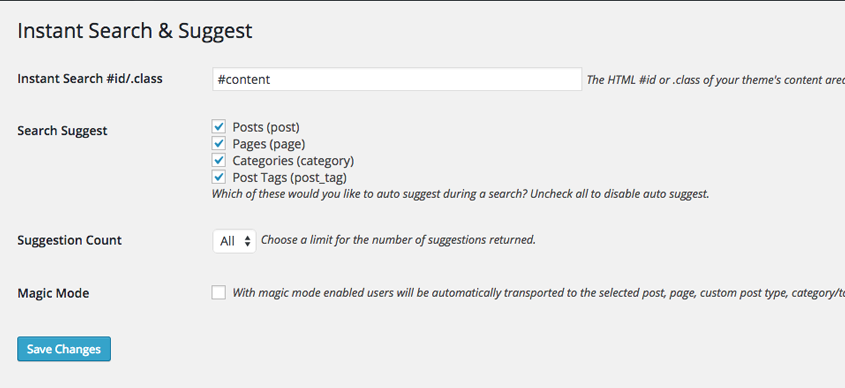 Instant Search & Suggest
Instant Search #id/.class
#content
The HTML #id or .class of your theme's content area
Search Suggest
Posts (post)
Pages (page)
Categories (category)
Post Tags (post_tag)
Which of these would you like to auto suggest during a search? Uncheck all to disable auto suggest.
Suggestion Count
All
Choose a limit for the number of suggestions returned.
Magic Mode
With magic mode enabled users will be automatically transported to the selected post, page, custom post type, category/ta
Save Changes